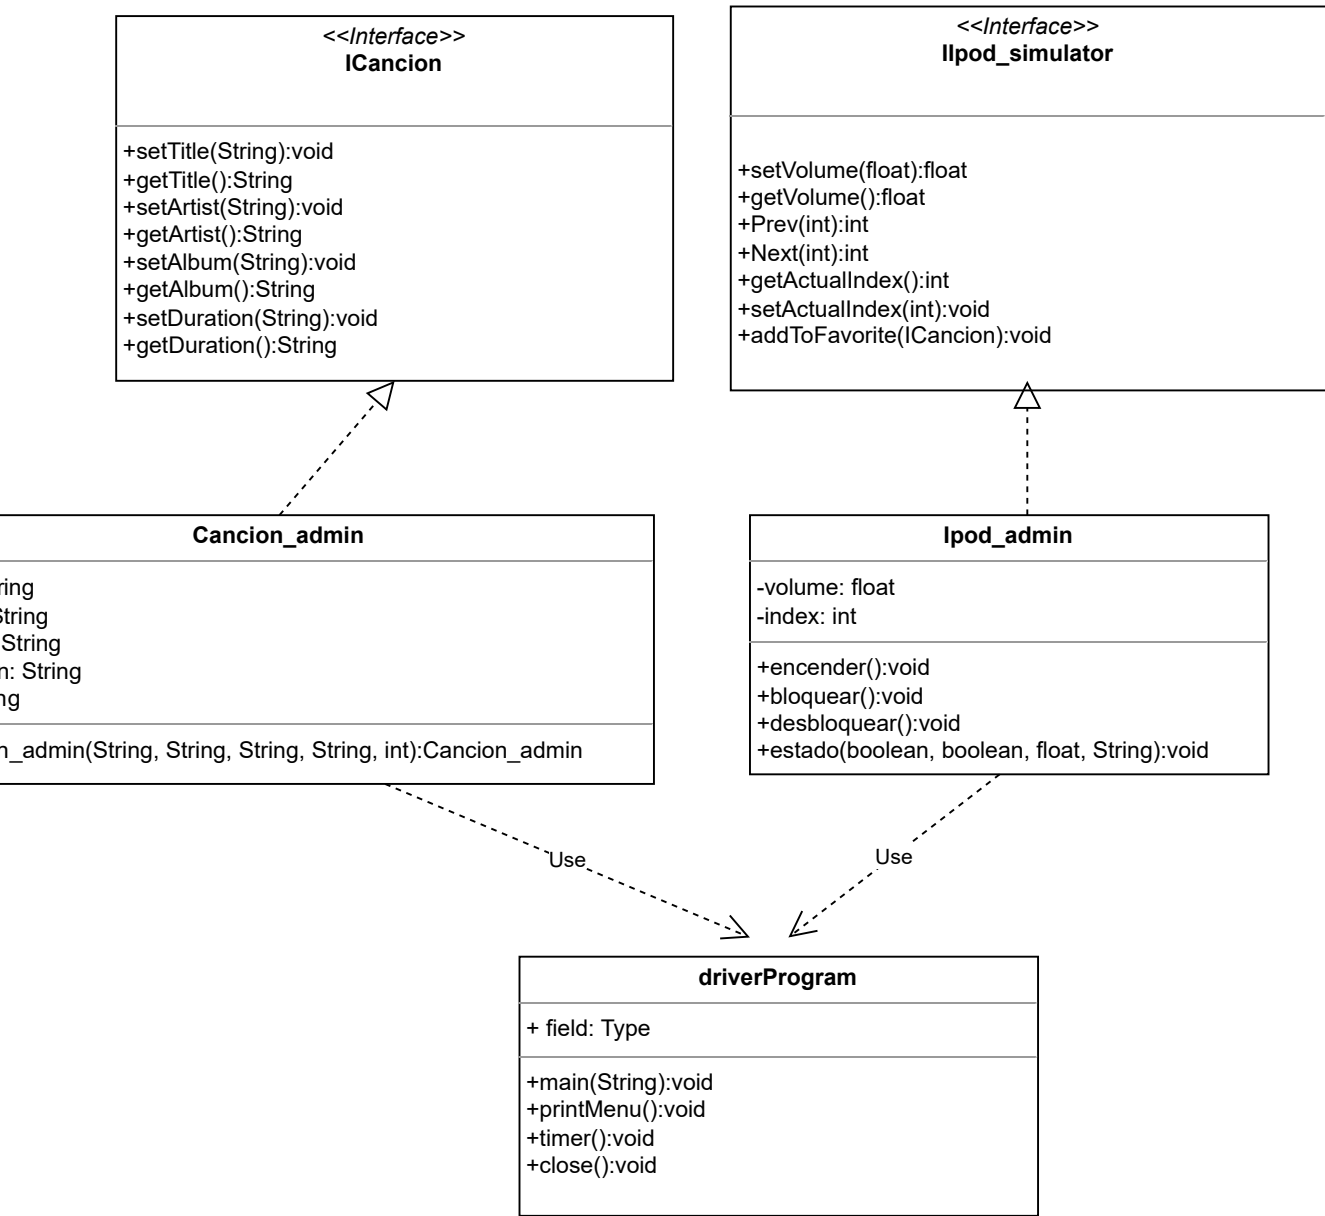 <<Interface>>
ICancion
+setTitle(String):void
+getTitle():String
+setArtist(String):void
+getArtist():String
+setAlbum(String):void
+getAlbum():String
+setDuration(String):void
+getDuration():String
<<Interface>>
IIpod_simulator
+setVolume(float):float
+getVolume():float
+Prev(int):int
+Next(int):int
+getActualIndex():int
+setActualIndex(int):void
+addToFavorite(ICancion):void
Cancion_admin
String
String
n_admin(String, String, String, String, int):Cancion_admin
Ipod_admin
-volume: float
-index: int
+encender():void
+bloquear():void
+desbloquear():void
+estado(boolean, boolean, float, String):void
Use
Use
driverProgram
+ field: Type
+main(String):void
+printMenu():void
+timer():void
+close():void